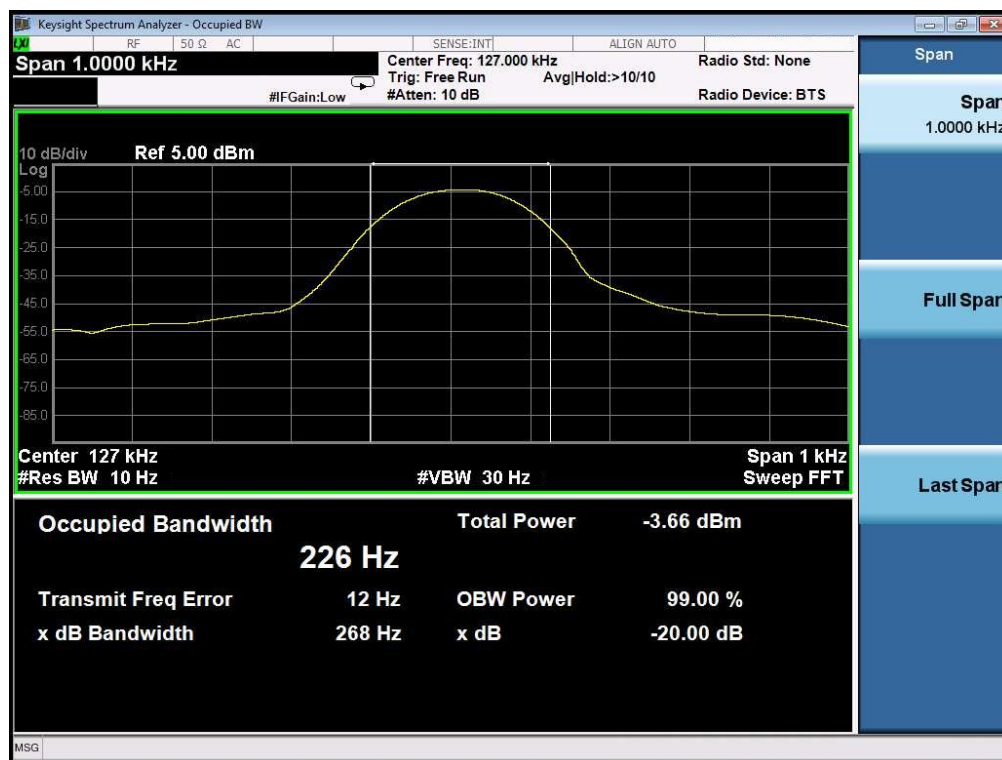 Keysight Spectrum Analyzer - Occupied BW
LXI RF 50 Ω AC SENSE:INT ALIGN AUTO
Span 1.0000 kHz
Center Freq: 127.000 kHz Radio Std: None
Trig: Free Run Avg|Hold:>10/10
#IFGain:Low #Atten: 10 dB Radio Device: BTS
10 dB/div Ref 5.00 dBm
Log
-5.00
-15.0
-25.0
-35.0
-45.0
-55.0
-65.0
-75.0
-85.0
Center 127 kHz Span 1 kHz
#Res BW 10 Hz #VBW 30 Hz Sweep FFT
Occupied Bandwidth Total Power -3.66 dBm
226 Hz
Transmit Freq Error 12 Hz OBW Power 99.00 %
x dB Bandwidth 268 Hz x dB -20.00 dB
MSG
Span
Span
1.0000 kHz
Full Span
Last Span